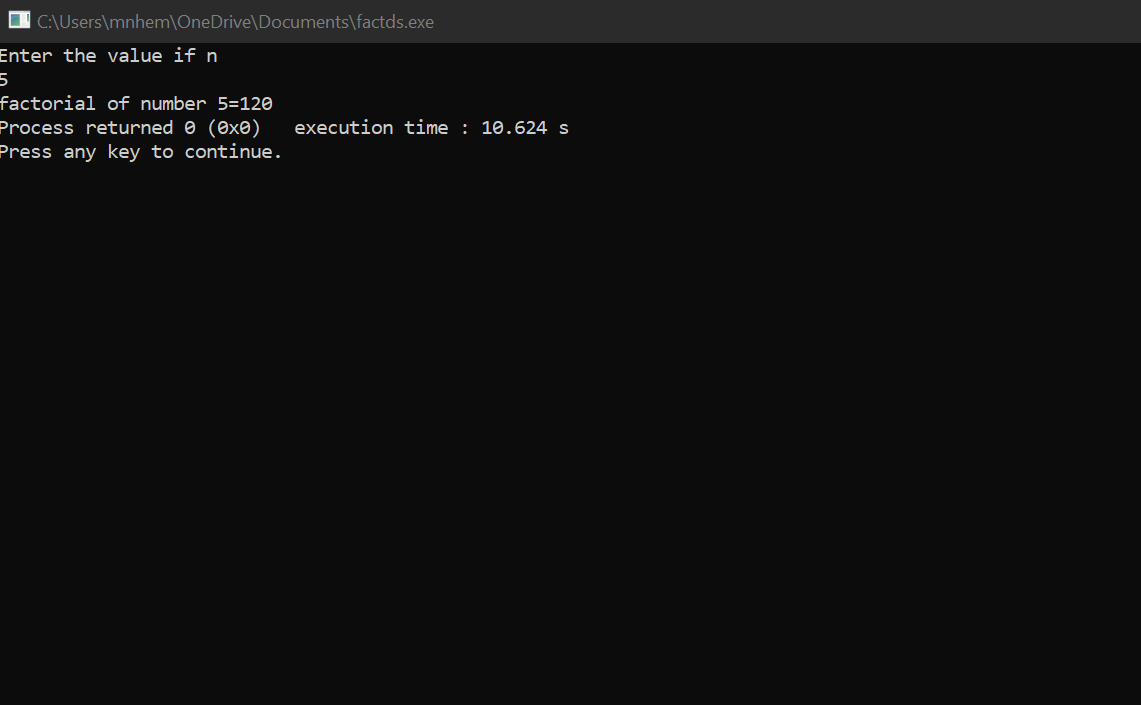 C:\Users\mnhem\OneDrive\Documents\factds.exe
Enter the value if n
5
factorial of number 5=120
Process returned 0 (0x0)   execution time : 10.624 s
Press any key to continue.